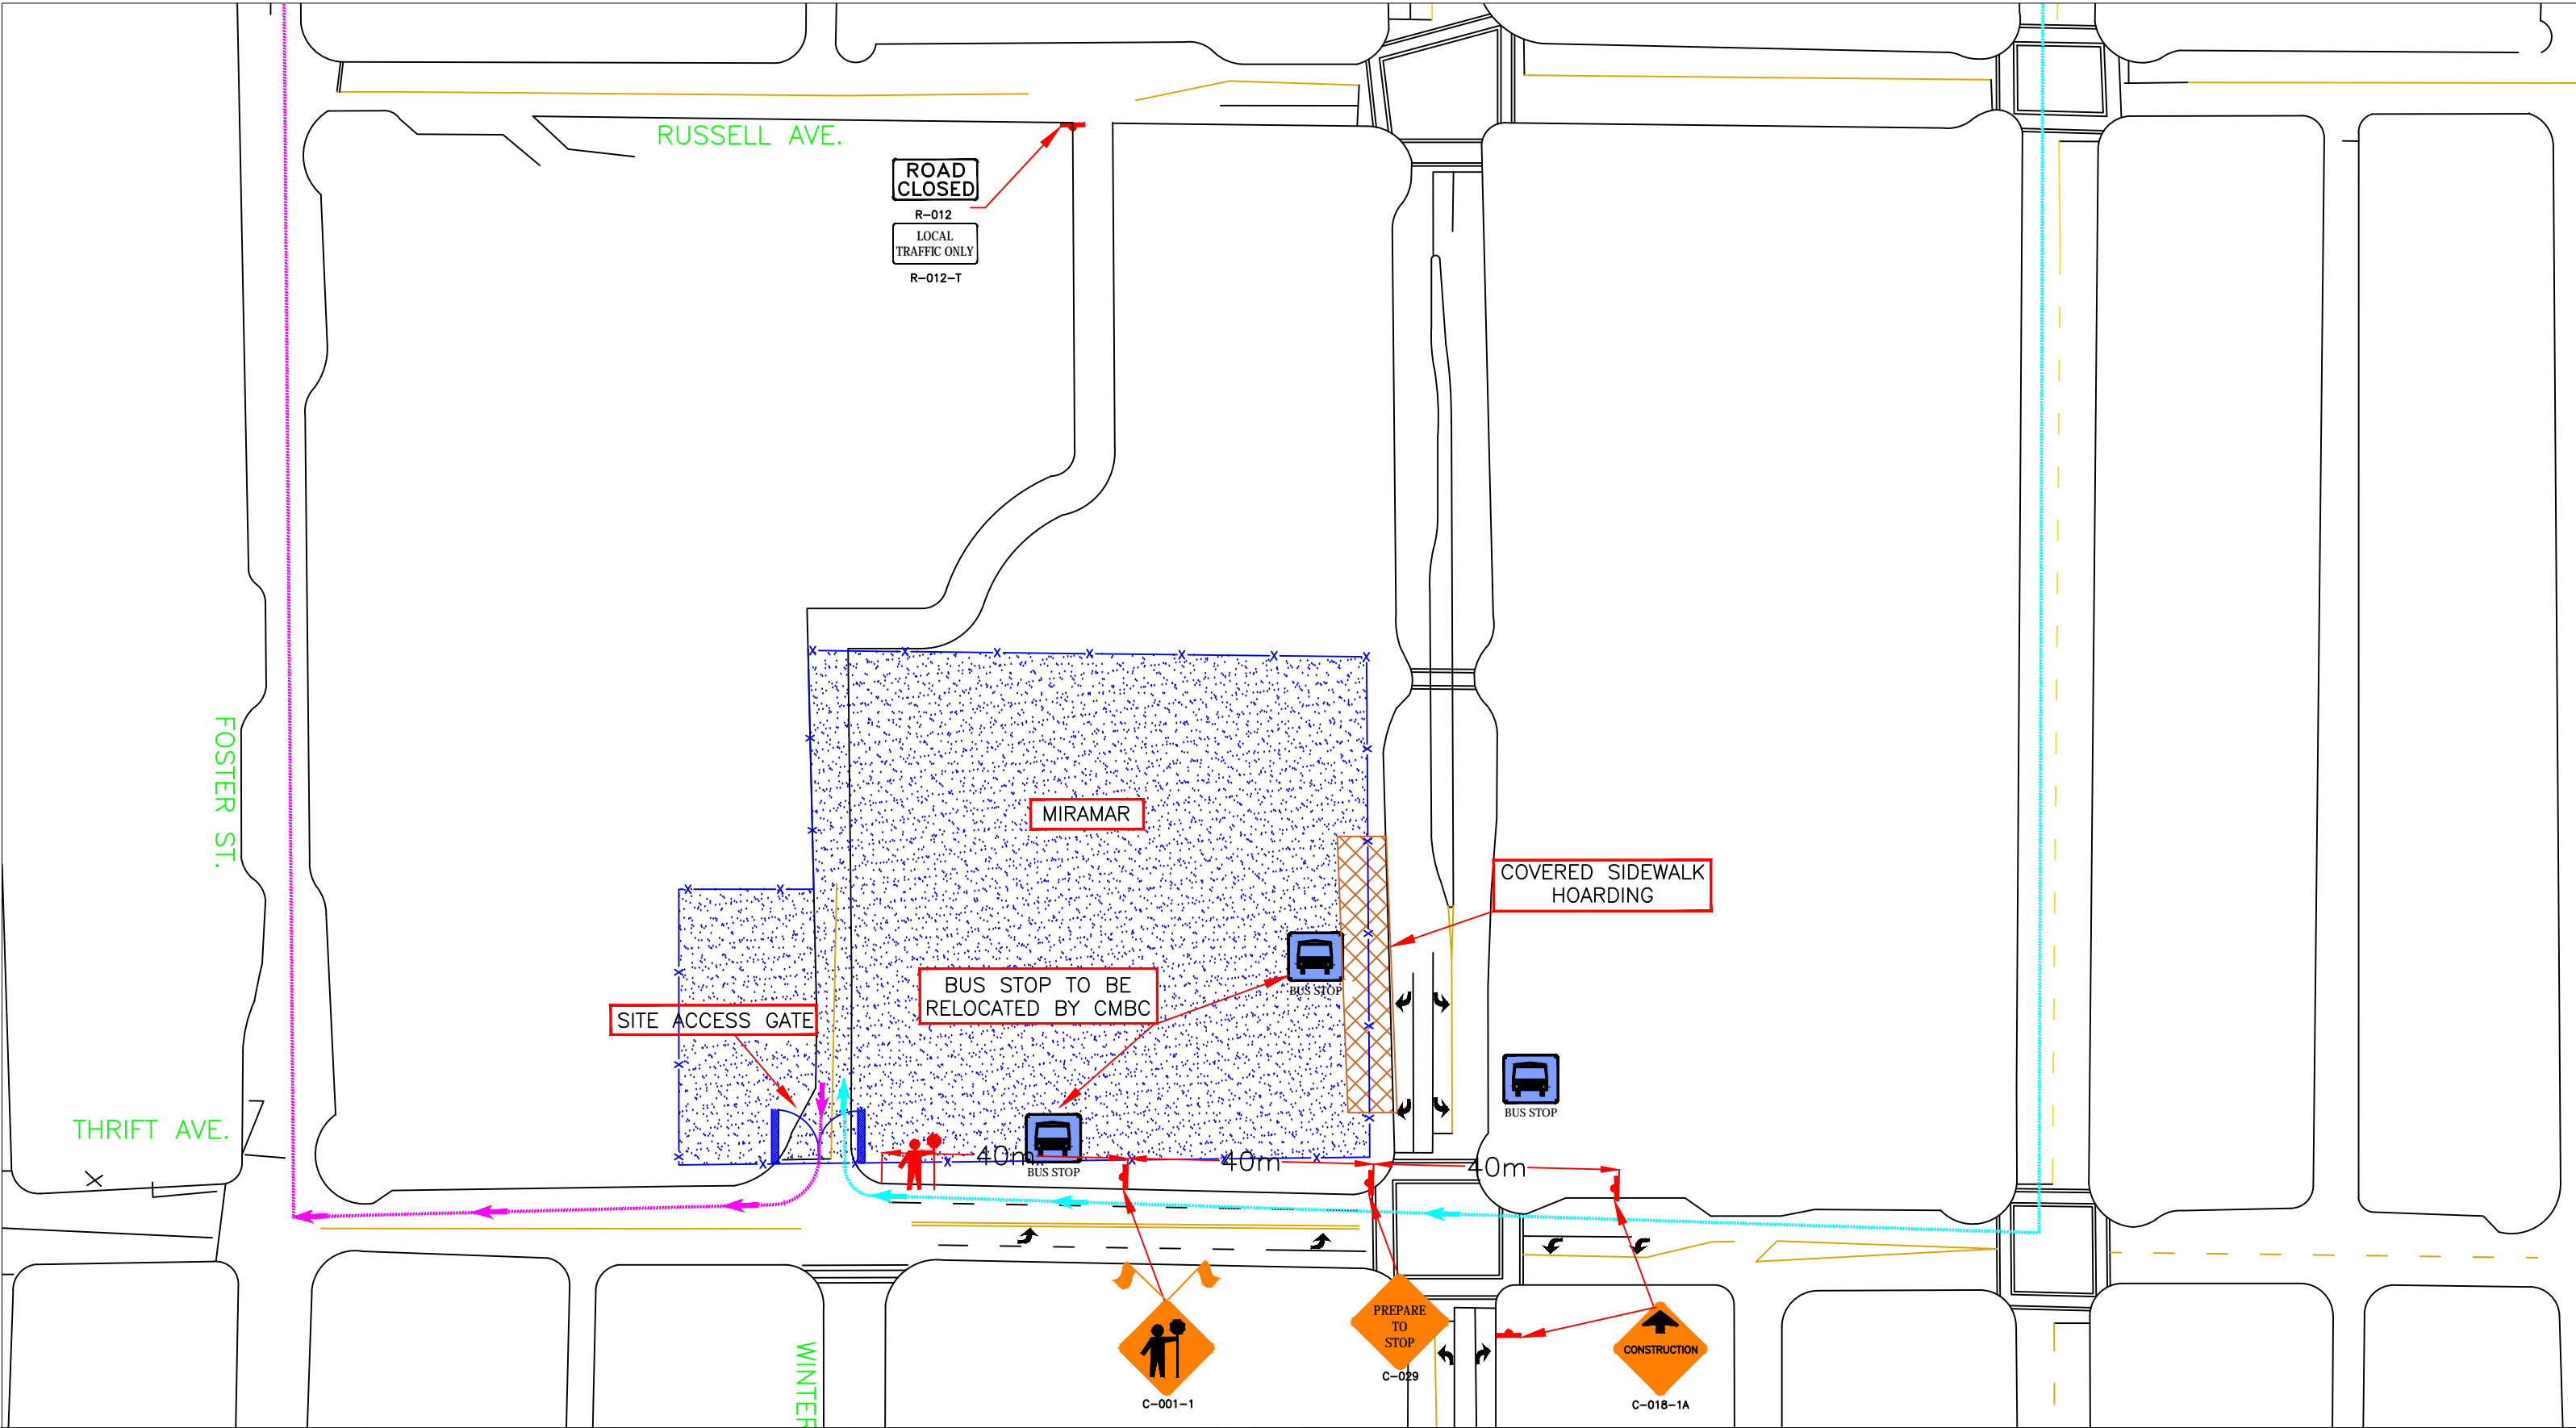 RUSSELL AVE.
ROAD
CLOSED
R-012
LOCAL
TRAFFIC ONLY
R-012-T
FOSTER ST.
MIRAMAR
COVERED SIDEWALK
HOARDING
BUS STOP
BUS STOP TO BE
RELOCATED BY CMBC
SITE ACCESS GATE
BUS STOP
THRIFT AVE.
40m
40m
40m
BUS STOP
PREPARE
TO
STOP
C-029
CONSTRUCTION
C-018-1A
C-001-1
WINTER